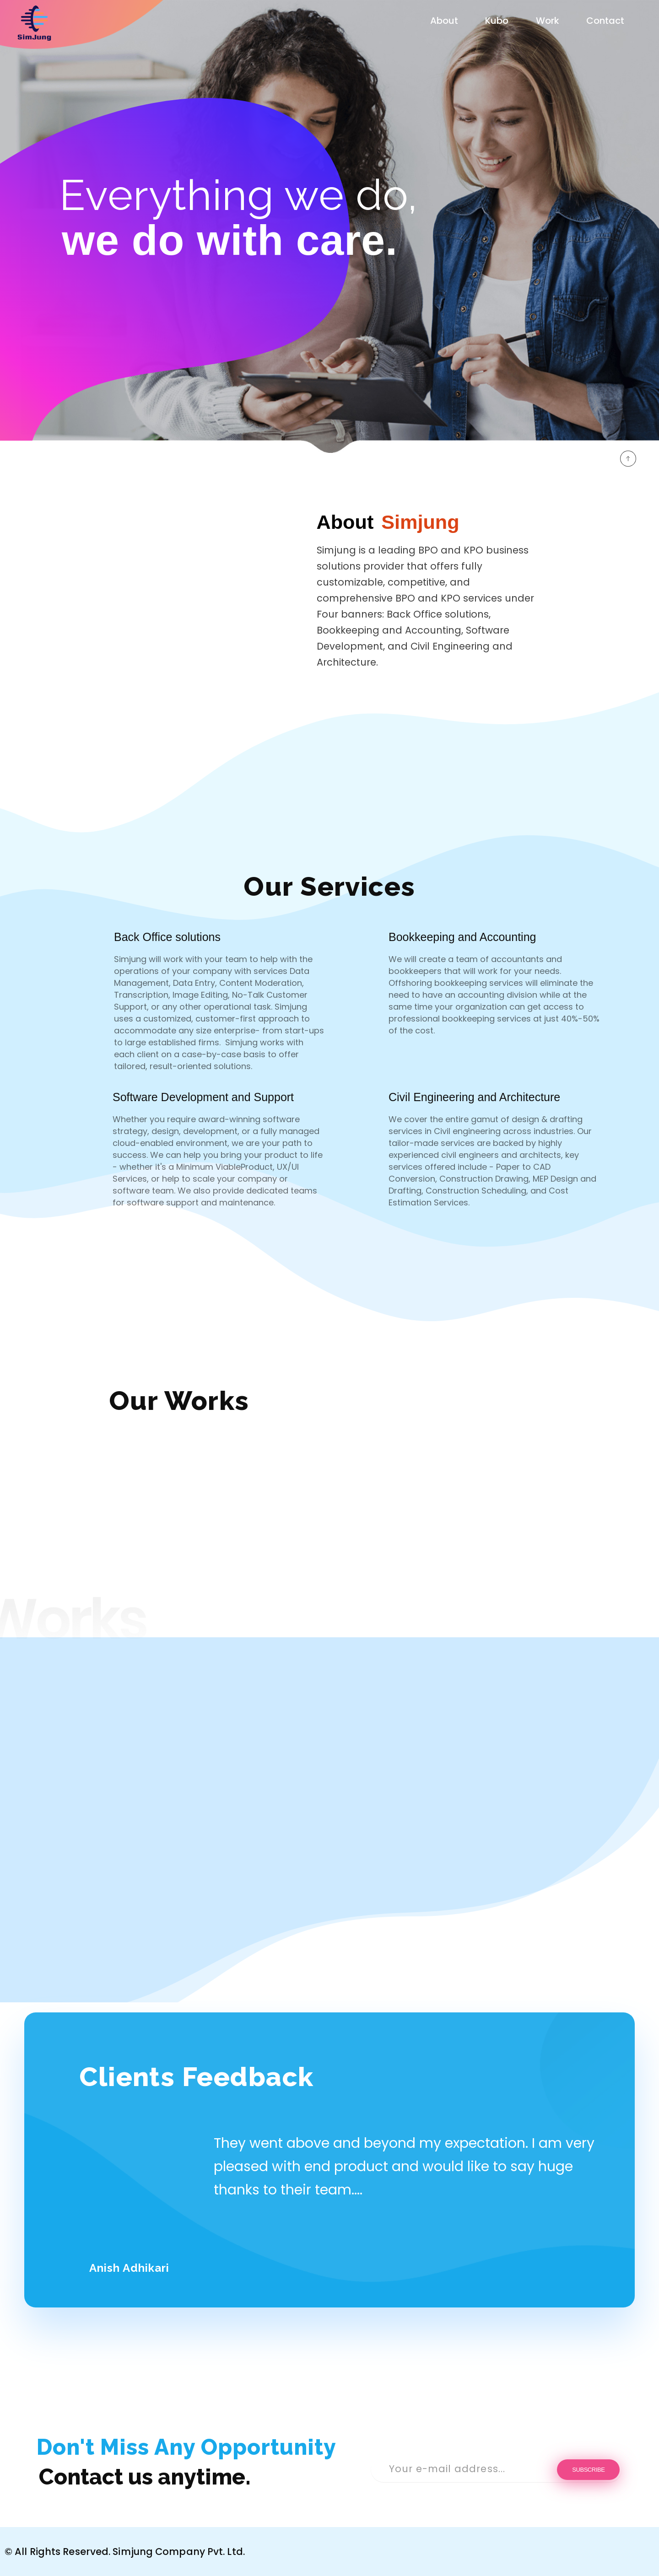 SimJung
About Kubo Work Contact
Everything we do,
we do with care.
About Simjung
Simjung is a leading BPO and KPO business
solutions provider that offers fully
customizable, competitive, and
comprehensive BPO and KPO services under
Four banners: Back Office solutions,
Bookkeeping and Accounting, Software
Development, and Civil Engineering and
Architecture.
Our Services
Back Office solutions
Simjung will work with your team to help with the
operations of your company with services Data
Management, Data Entry, Content Moderation,
Transcription, Image Editing, No-Talk Customer
Support, or any other operational task. Simjung
uses a customized, customer-first approach to
accommodate any size enterprise- from start-ups
to large established firms. Simjung works with
each client on a case-by-case basis to offer
tailored, result-oriented solutions.
Bookkeeping and Accounting
We will create a team of accountants and
bookkeepers that will work for your needs.
Offshoring bookkeeping services will eliminate the
need to have an accounting division while at the
same time your organization can get access to
professional bookkeeping services at just 40%-50%
of the cost.
Software Development and Support
Whether you require award-winning software
strategy, design, development, or a fully managed
cloud-enabled environment, we are your path to
success. We can help you bring your product to life
- whether it's a Minimum ViableProduct, UX/UI
Services, or help to scale your company or
software team. We also provide dedicated teams
for software support and maintenance.
Civil Engineering and Architecture
We cover the entire gamut of design & drafting
services in Civil engineering across industries. Our
tailor-made services are backed by highly
experienced civil engineers and architects, key
services offered include - Paper to CAD
Conversion, Construction Drawing, MEP Design and
Drafting, Construction Scheduling, and Cost
Estimation Services.
Our Works
Works
Clients Feedback
They went above and beyond my expectation. I am very
pleased with end product and would like to say huge
thanks to their team....
Anish Adhikari
Don't Miss Any Opportunity
Contact us anytime.
Your e-mail address...
SUBSCRIBE
© All Rights Reserved. Simjung Company Pvt. Ltd.